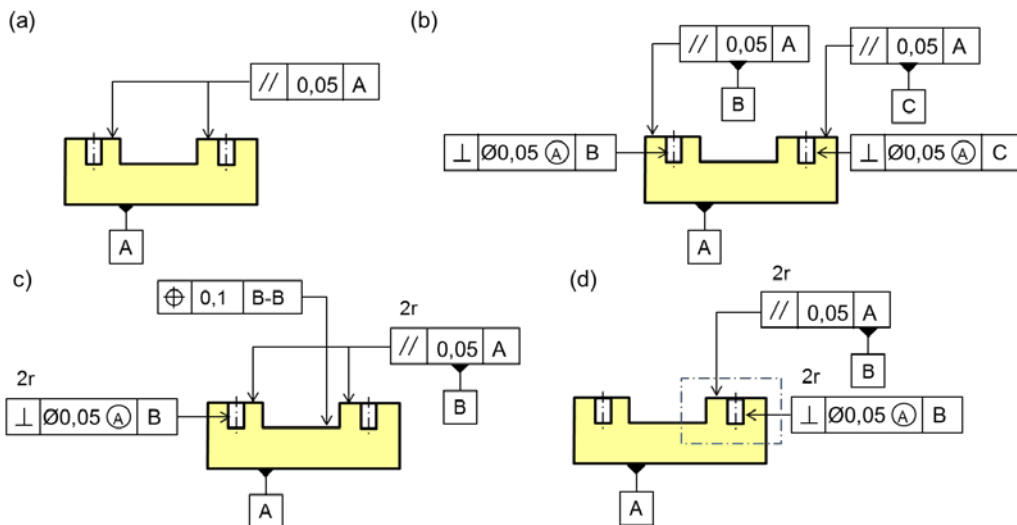 (a)
// 0,05 A
A
(b)
// 0,05 A
B
// 0,05 A
C
⊥ Ø0,05 Ⓐ B
⊥ Ø0,05 Ⓐ C
A
c)
⌖ 0,1 B-B
2r
// 0,05 A
B
2r
⊥ Ø0,05 Ⓐ B
A
(d)
2r
// 0,05 A
B
2r
⊥ Ø0,05 Ⓐ B
A